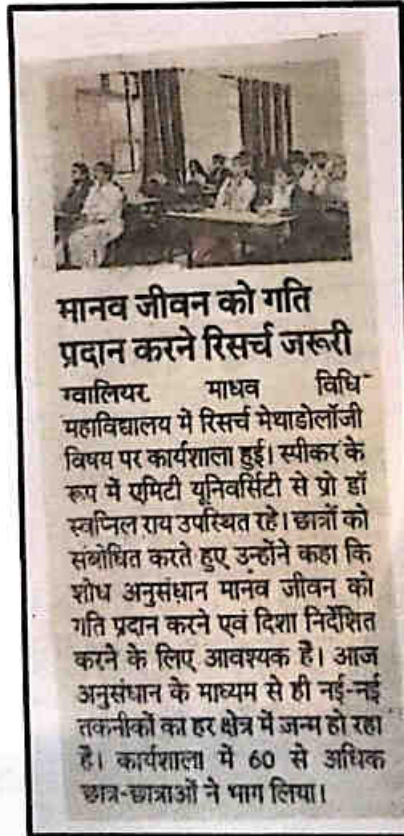 मानव जीवन को गति
प्रदान करने रिसर्च जरूरी
ग्वालियर. माधव विधि
महाविद्यालय में रिसर्च मेथाडोलॉजी
विषय पर कार्यशाला हुई। स्पीकर के
रूप में एमिटी यूनिवर्सिटी से प्रो डॉ
स्वप्निल राय उपस्थित रहे। छात्रों को
संबोधित करते हुए उन्होंने कहा कि
शोध अनुसंधान मानव जीवन को
गति प्रदान करने एवं दिशा निर्देशित
करने के लिए आवश्यक है। आज
अनुसंधान के माध्यम से ही नई-नई
तकनीकों का हर क्षेत्र में जन्म हो रहा
है। कार्यशाला में 60 से अधिक
छात्र-छात्राओं ने भाग लिया।